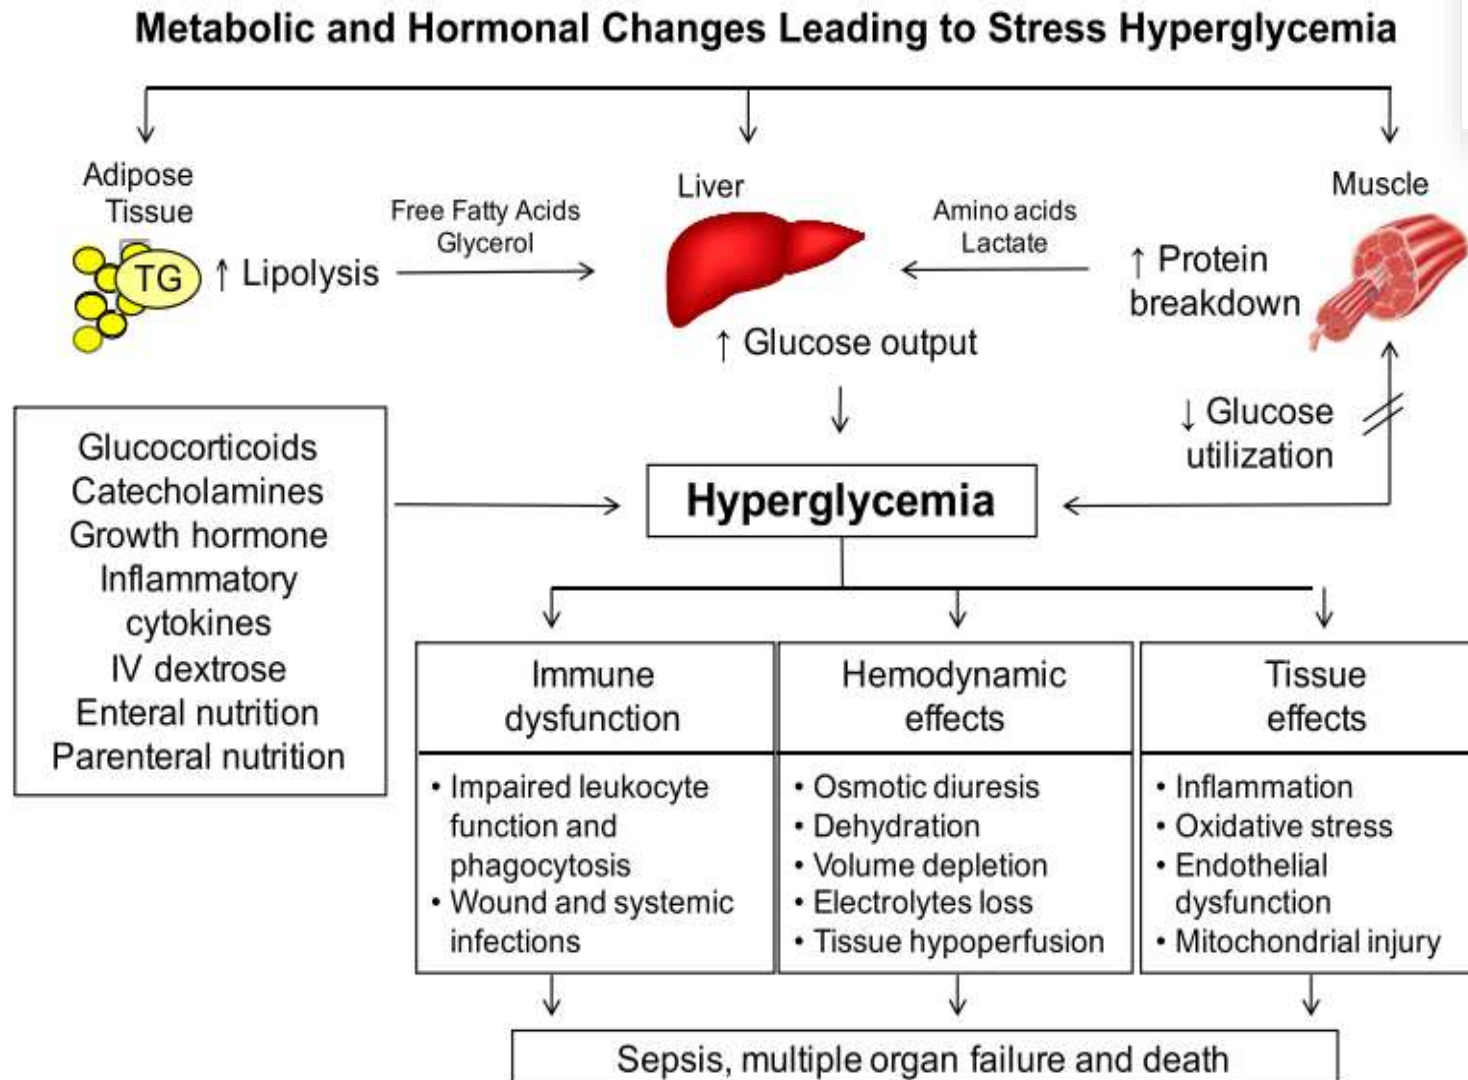 Metabolic and Hormonal Changes Leading to Stress Hyperglycemia
Adipose
Tissue
TG
↑ Lipolysis
Free Fatty Acids
Glycerol
Liver
↑ Glucose output
Amino acids
Lactate
Muscle
↑ Protein
breakdown
↓ Glucose
utilization
Glucocorticoids
Catecholamines
Growth hormone
Inflammatory
cytokines
IV dextrose
Enteral nutrition
Parenteral nutrition
Hyperglycemia
Immune
dysfunction
• Impaired leukocyte
function and
phagocytosis
• Wound and systemic
infections
Hemodynamic
effects
• Osmotic diuresis
• Dehydration
• Volume depletion
• Electrolytes loss
• Tissue hypoperfusion
Tissue
effects
• Inflammation
• Oxidative stress
• Endothelial
dysfunction
• Mitochondrial injury
Sepsis, multiple organ failure and death